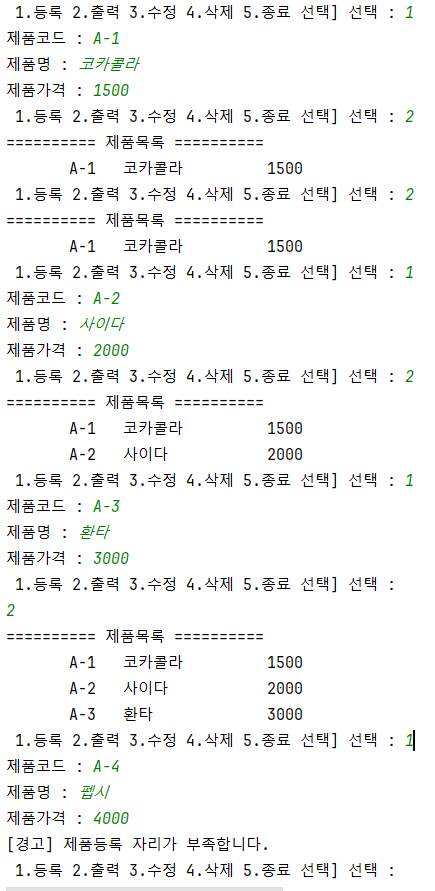 1.등록 2.출력 3.수정 4.삭제 5.종료 선택] 선택 : 1
제품코드 : A-1
제품명 : 코카콜라
제품가격 : 1500
1.등록 2.출력 3.수정 4.삭제 5.종료 선택] 선택 : 2
========== 제품목록 ==========
A-1 코카콜라 1500
1.등록 2.출력 3.수정 4.삭제 5.종료 선택] 선택 : 2
========== 제품목록 ==========
A-1 코카콜라 1500
1.등록 2.출력 3.수정 4.삭제 5.종료 선택] 선택 : 1
제품코드 : A-2
제품명 : 사이다
제품가격 : 2000
1.등록 2.출력 3.수정 4.삭제 5.종료 선택] 선택 : 2
========== 제품목록 ==========
A-1 코카콜라 1500
A-2 사이다 2000
1.등록 2.출력 3.수정 4.삭제 5.종료 선택] 선택 : 1
제품코드 : A-3
제품명 : 환타
제품가격 : 3000
1.등록 2.출력 3.수정 4.삭제 5.종료 선택] 선택 :
2
========== 제품목록 ==========
A-1 코카콜라 1500
A-2 사이다 2000
A-3 환타 3000
1.등록 2.출력 3.수정 4.삭제 5.종료 선택] 선택 : 1
제품코드 : A-4
제품명 : 펩시
제품가격 : 4000
[경고] 제품등록 자리가 부족합니다.
1.등록 2.출력 3.수정 4.삭제 5.종료 선택] 선택 :